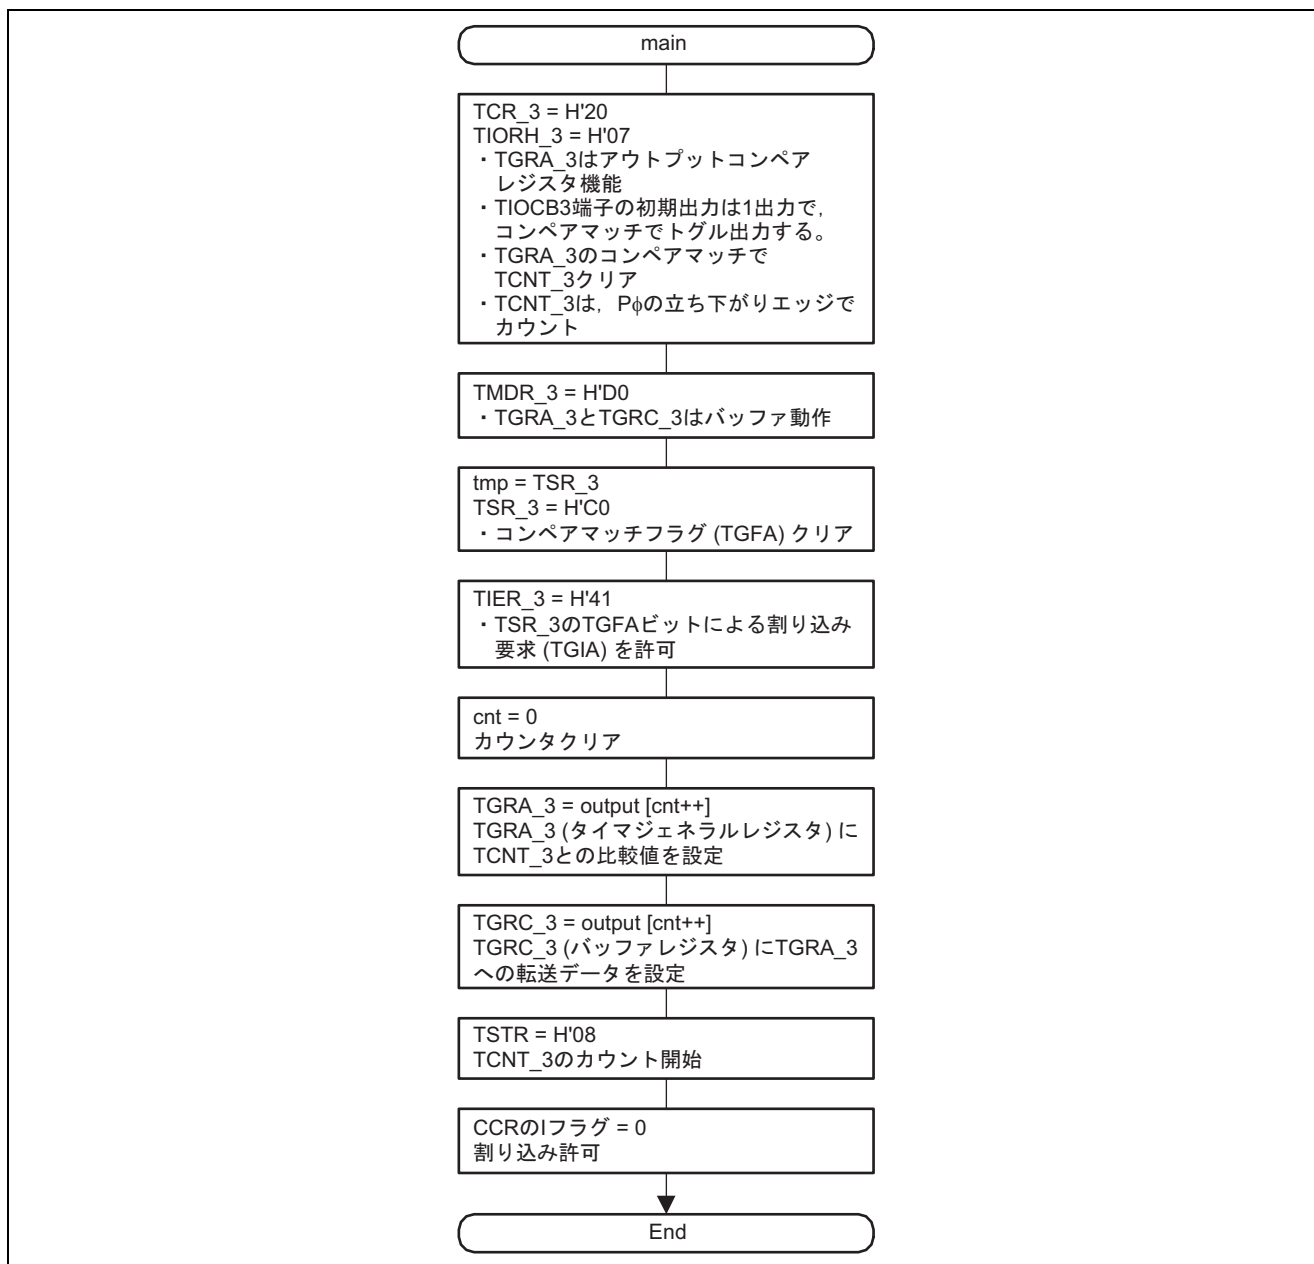 main
TCR_3 = H'20
TIORH_3 = H'07
・TGRA_3はアウトプットコンペア
レジスタ機能
・TIOCB3端子の初期出力は1出力で，
コンペアマッチでトグル出力する。
・TGRA_3のコンペアマッチで
TCNT_3クリア
・TCNT_3は，Pϕの立ち下がりエッジで
カウント
TMDR_3 = H'D0
・TGRA_3とTGRC_3はバッファ動作
tmp = TSR_3
TSR_3 = H'C0
・コンペアマッチフラグ (TGFA) クリア
TIER_3 = H'41
・TSR_3のTGFAビットによる割り込み
要求 (TGIA) を許可
cnt = 0
カウンタクリア
TGRA_3 = output [cnt++]
TGRA_3 (タイマジェネラルレジスタ) に
TCNT_3との比較値を設定
TGRC_3 = output [cnt++]
TGRC_3 (バッファレジスタ) にTGRA_3
への転送データを設定
TSTR = H'08
TCNT_3のカウント開始
CCRのIフラグ = 0
割り込み許可
End